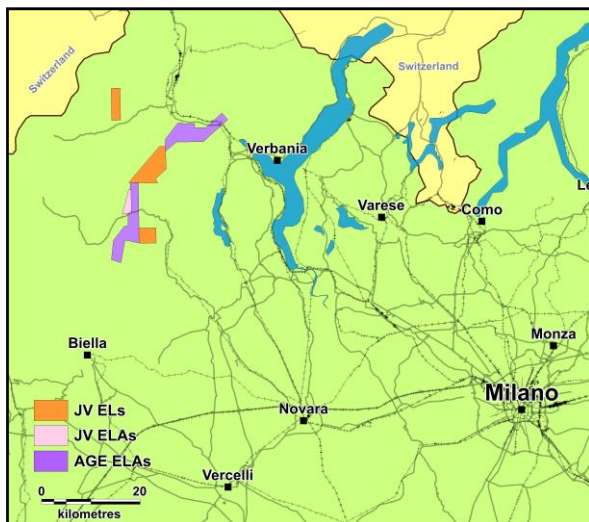 Switzerland
Switzerland
Verbania
Varese
Como
Le
Biella
Monza
Milano
Novara
Vercelli
JV ELs
JV ELAs
AGE ELAs
0 20
kilometres